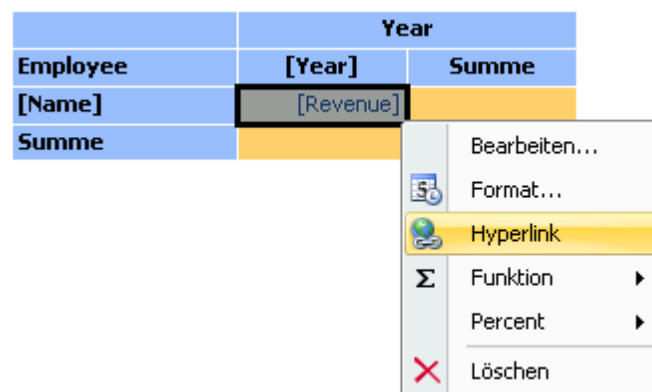 Year
Employee [Year] Summe
[Name] [Revenue]
Summe
Bearbeiten...
Format...
Hyperlink
Funktion
Percent
Löschen